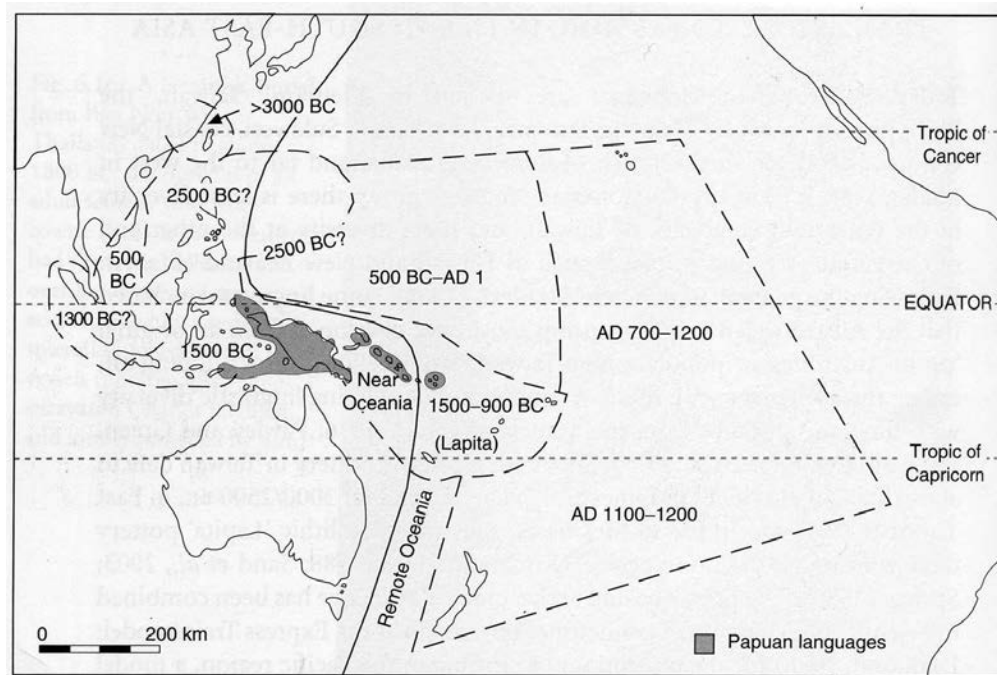 >3000 BC
Tropic of
Cancer
2500 BC?
2500 BC?
500
BC
500 BC–AD 1
EQUATOR
1300 BC?
AD 700–1200
1500 BC
Near
Oceania
1500–900 BC
(Lapita)
Tropic of
Capricorn
Remote Oceania
AD 1100–1200
0 200 km
Papuan languages